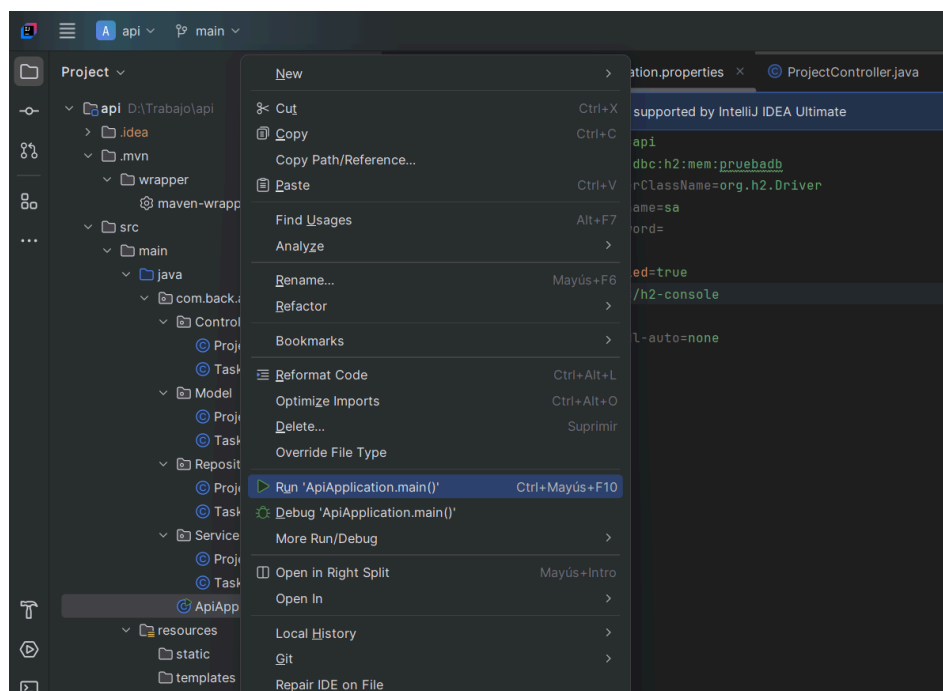 A api main
Project
ation.properties × ProjectController.java
supported by IntelliJ IDEA Ultimate
api D:\Trabajo\api
.idea
.mvn
wrapper
maven-wrapp
src
main
java
com.back.a
Control
Proje
Task
Model
Proje
Task
Reposit
Proje
Task
Service
Proje
Task
ApiApp
resources
static
templates
New
Cut Ctrl+X
Copy Ctrl+C
Copy Path/Reference...
Paste Ctrl+V
Find Usages Alt+F7
Analyze
Rename... Mayús+F6
Refactor
Bookmarks
Reformat Code Ctrl+Alt+L
Optimize Imports Ctrl+Alt+O
Delete... Suprimir
Override File Type
Run 'ApiApplication.main()' Ctrl+Mayús+F10
Debug 'ApiApplication.main()'
More Run/Debug
Open in Right Split Mayús+Intro
Open In
Local History
Git
Repair IDE on File
api
dbc:h2:mem:pruebadb
rClassName=org.h2.Driver
ame=sa
ord=
ed=true
/h2-console
l-auto=none